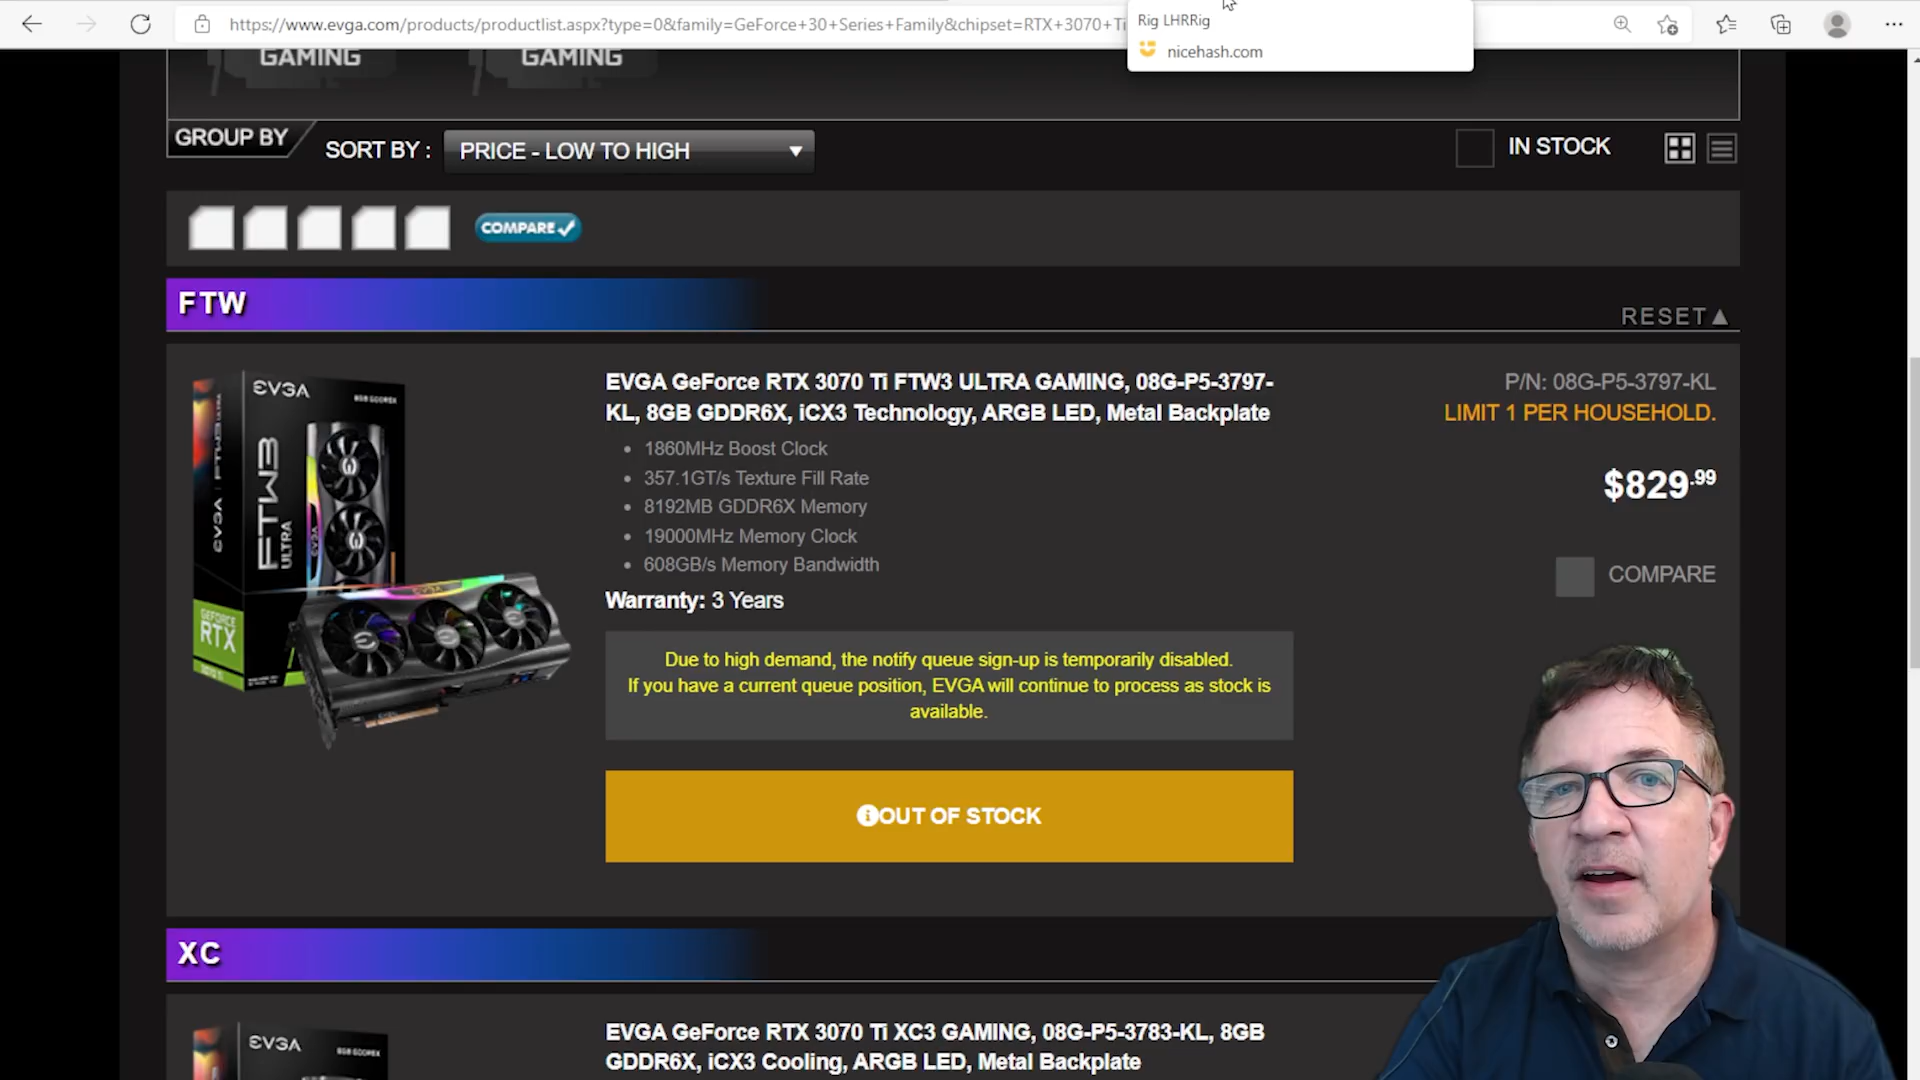 https://www.evga.com/products/productlist.aspx?type=0&family=GeForce+30+Series+Family&chipset=RTX+3070+Ti
Rig LHRRig
nicehash.com
GAMING
GAMING
GROUP BY
SORT BY :
PRICE - LOW TO HIGH
IN STOCK
COMPARE
FTW
RESET▲
EVGA
8GB GDDR6X
FTW3
ULTRA
EVGA
FTW3 ULTRA
GEFORCE
RTX
EVGA GeForce RTX 3070 Ti FTW3 ULTRA GAMING, 08G-P5-3797-
KL, 8GB GDDR6X, iCX3 Technology, ARGB LED, Metal Backplate
P/N: 08G-P5-3797-KL
LIMIT 1 PER HOUSEHOLD.
• 1860MHz Boost Clock
• 357.1GT/s Texture Fill Rate
• 8192MB GDDR6X Memory
• 19000MHz Memory Clock
• 608GB/s Memory Bandwidth
$829.99
COMPARE
Warranty: 3 Years
Due to high demand, the notify queue sign-up is temporarily disabled.
If you have a current queue position, EVGA will continue to process as stock is
available.
OUT OF STOCK
XC
EVGA
8GB GDDR6X
EVGA GeForce RTX 3070 Ti XC3 GAMING, 08G-P5-3783-KL, 8GB
GDDR6X, iCX3 Cooling, ARGB LED, Metal Backplate